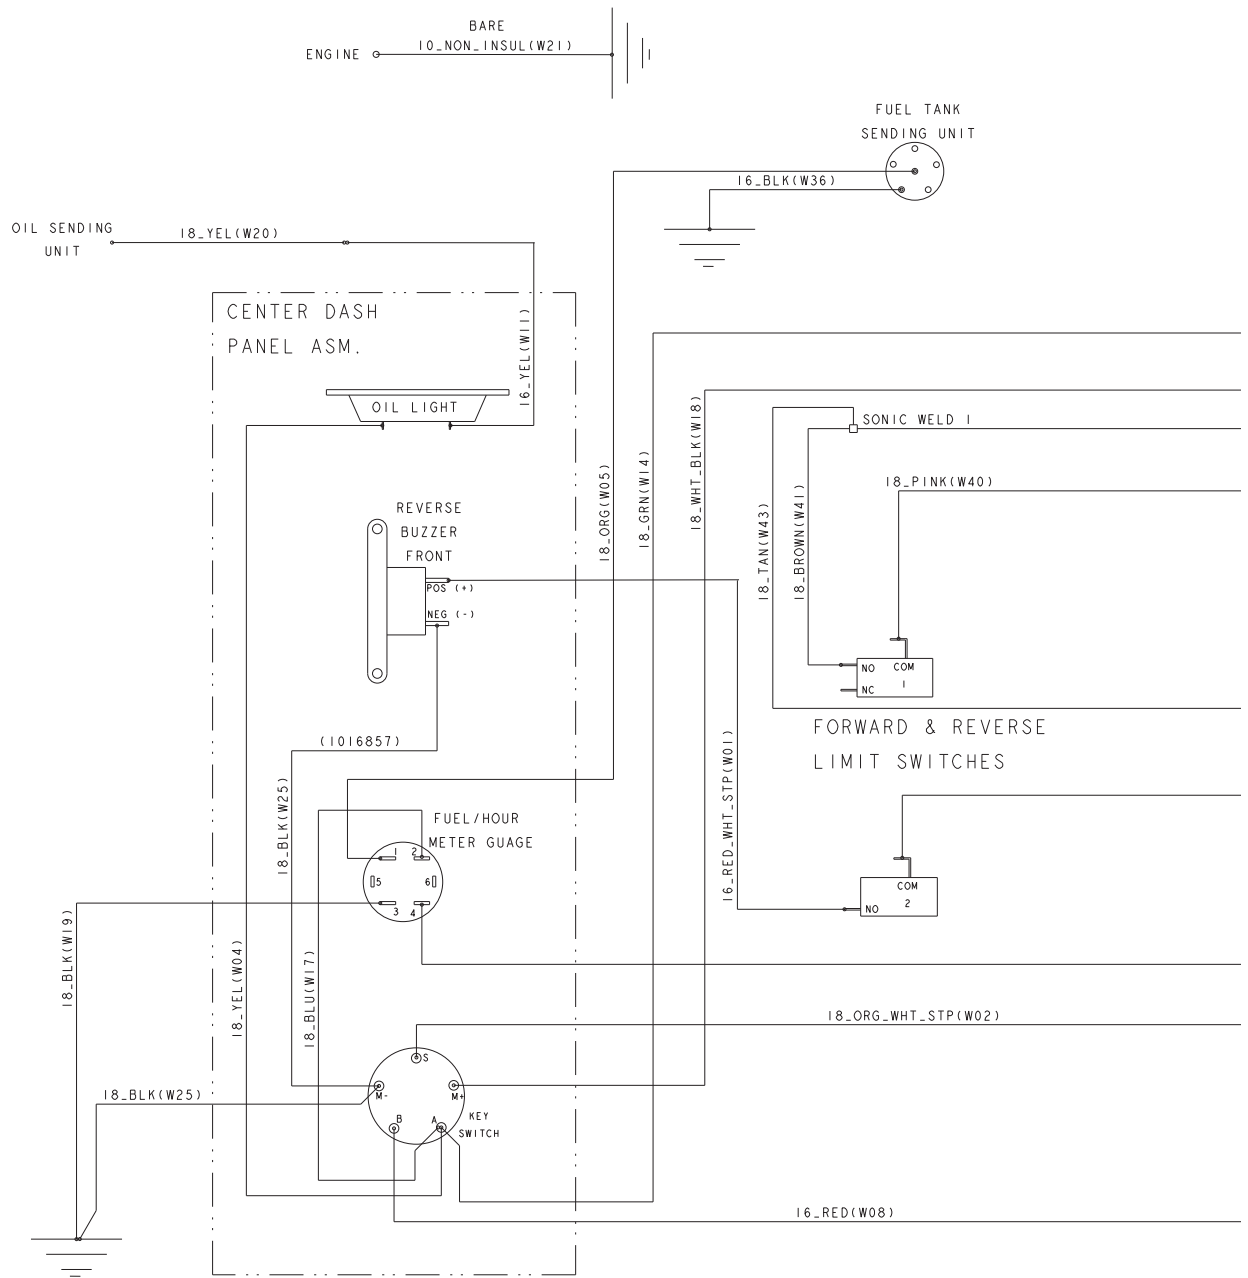 BARE
10_NON_INSUL(W21)
ENGINE
FUEL TANK
SENDING UNIT
16_BLK(W36)
OIL SENDING
UNIT
18_YEL(W20)
CENTER DASH
PANEL ASM.
16_YEL(W11)
OIL LIGHT
18_ORG(W05)
18_GRN(W14)
18_WHT_BLK(W18)
SONIC WELD 1
18_PINK(W40)
18_TAN(W43)
18_BROWN(W41)
REVERSE
BUZZER
FRONT
POS (+)
NEG (-)
NO
COM
1
NC
FORWARD & REVERSE
LIMIT SWITCHES
(1016857)
18_BLK(W25)
16_RED_WHT_STP(W01)
FUEL/HOUR
METER GUAGE
1
2
5
6
3
4
COM
2
NO
18_BLK(W19)
18_YEL(W04)
18_BLU(W17)
18_ORG_WHT_STP(W02)
S
18_BLK(W25)
M-
M+
B
A
KEY
SWITCH
16_RED(W08)